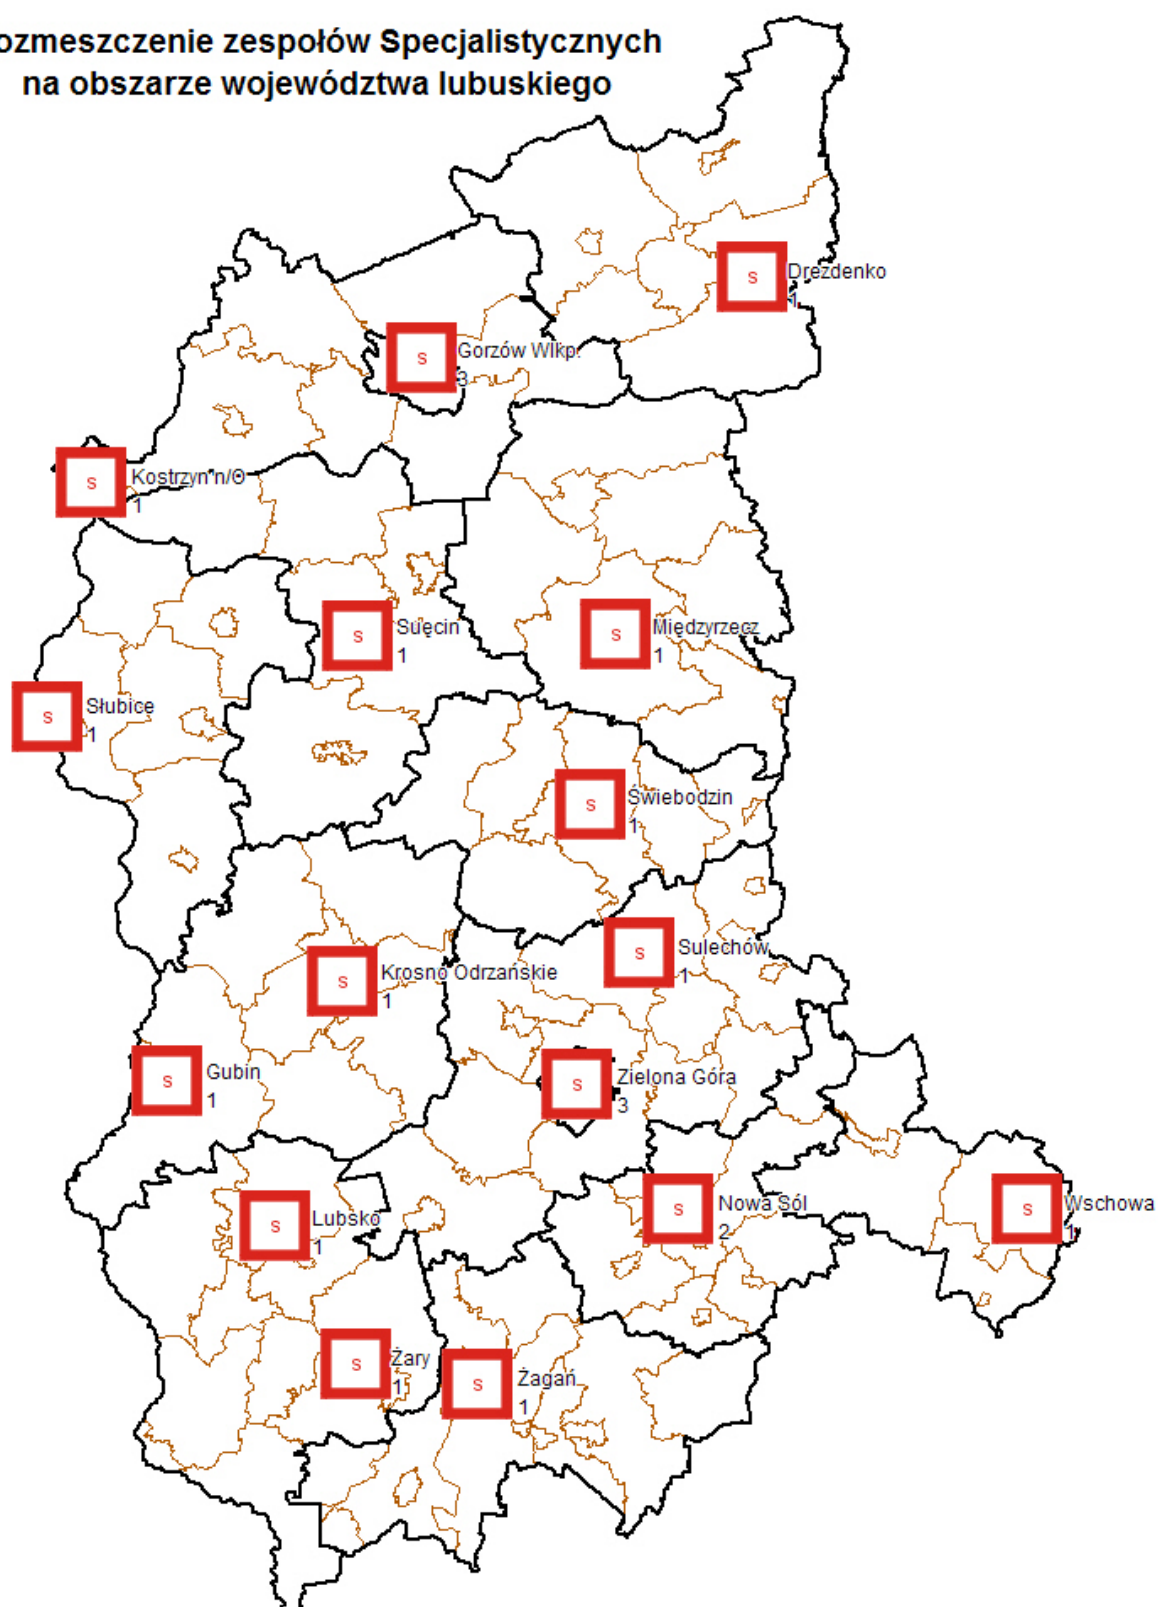 ozmeszczenie zespołów Specjalistycznych
na obszarze województwa lubuskiego
S
Drezdenko
1
S
Gorzów Wlkp.
3
S
Kostrzyn n/O
1
S
Sulęcin
1
S
Międzyrzecz
1
S
Słubice
1
S
Świebodzin
1
S
Sulechów
1
S
Krosno Odrzańskie
1
S
Gubin
1
S
Zielona Góra
3
S
Lubsko
1
S
Nowa Sól
2
S
Wschowa
1
S
Żary
1
S
Żagań
1